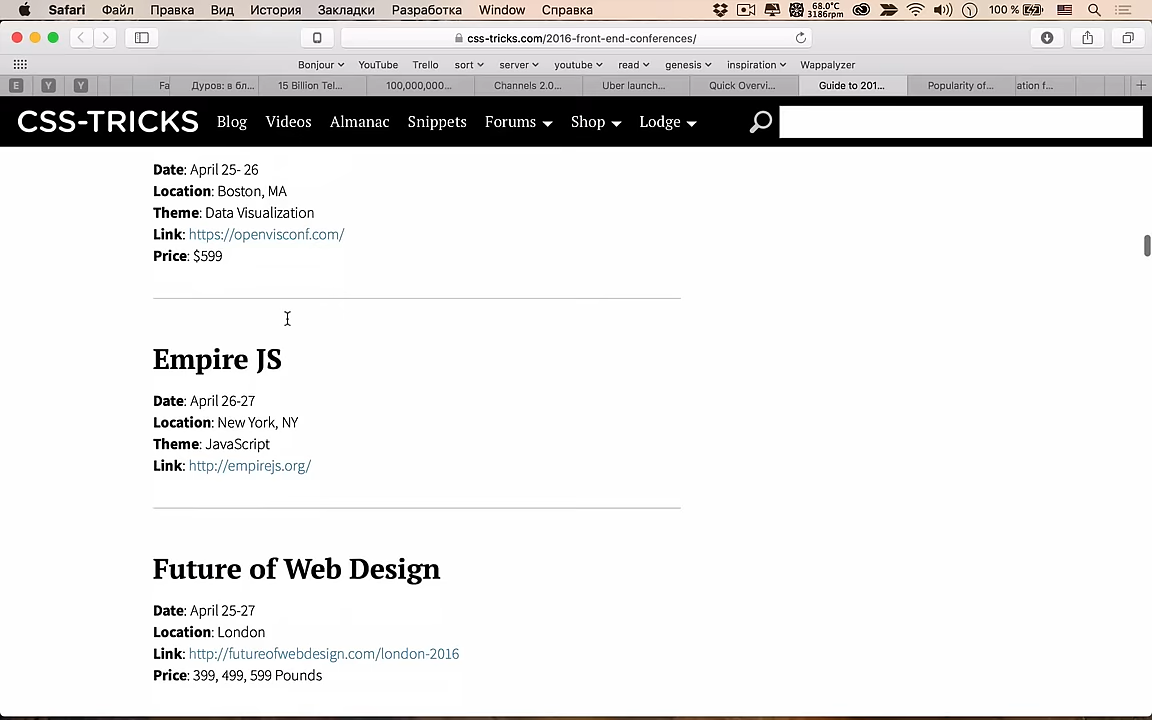 Safari Файл Правка Вид История Закладки Разработка Window Справка 68.0°C 3186rpm 100 %
css-tricks.com/2016-front-end-conferences/
Bonjour YouTube Trello sort server youtube read genesis inspiration Wappalyzer
E Y Y Fa Дуров: в бл... 15 Billion Tel... 100,000,000... Channels 2.0... Uber launch... Quick Overvi... Guide to 201... Popularity of... ation f...
CSS-TRICKS Blog Videos Almanac Snippets Forums Shop Lodge
Date: April 25- 26
Location: Boston, MA
Theme: Data Visualization
Link: https://openvisconf.com/
Price: $599
Empire JS
Date: April 26-27
Location: New York, NY
Theme: JavaScript
Link: http://empirejs.org/
Future of Web Design
Date: April 25-27
Location: London
Link: http://futureofwebdesign.com/london-2016
Price: 399, 499, 599 Pounds